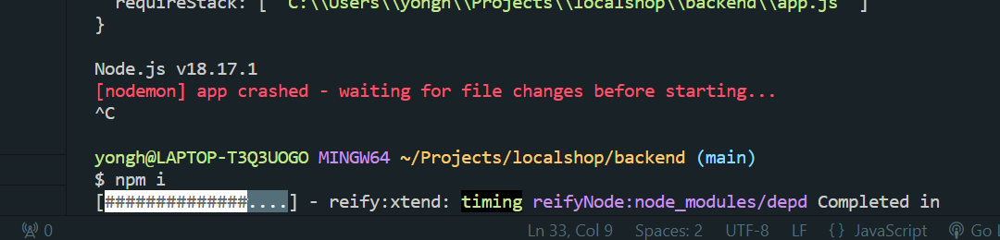 requireStack: [ 'C:\\Users\\yongh\\Projects\\localshop\\backend\\app.js' ]
}
Node.js v18.17.1
[nodemon] app crashed - waiting for file changes before starting...
^C
yongh@LAPTOP-T3Q3UOGO MINGW64 ~/Projects/localshop/backend (main)
$ npm i
[##############....] - reify:xtend: timing reifyNode:node_modules/depd Completed in
0 Ln 33, Col 9 Spaces: 2 UTF-8 LF {} JavaScript Go